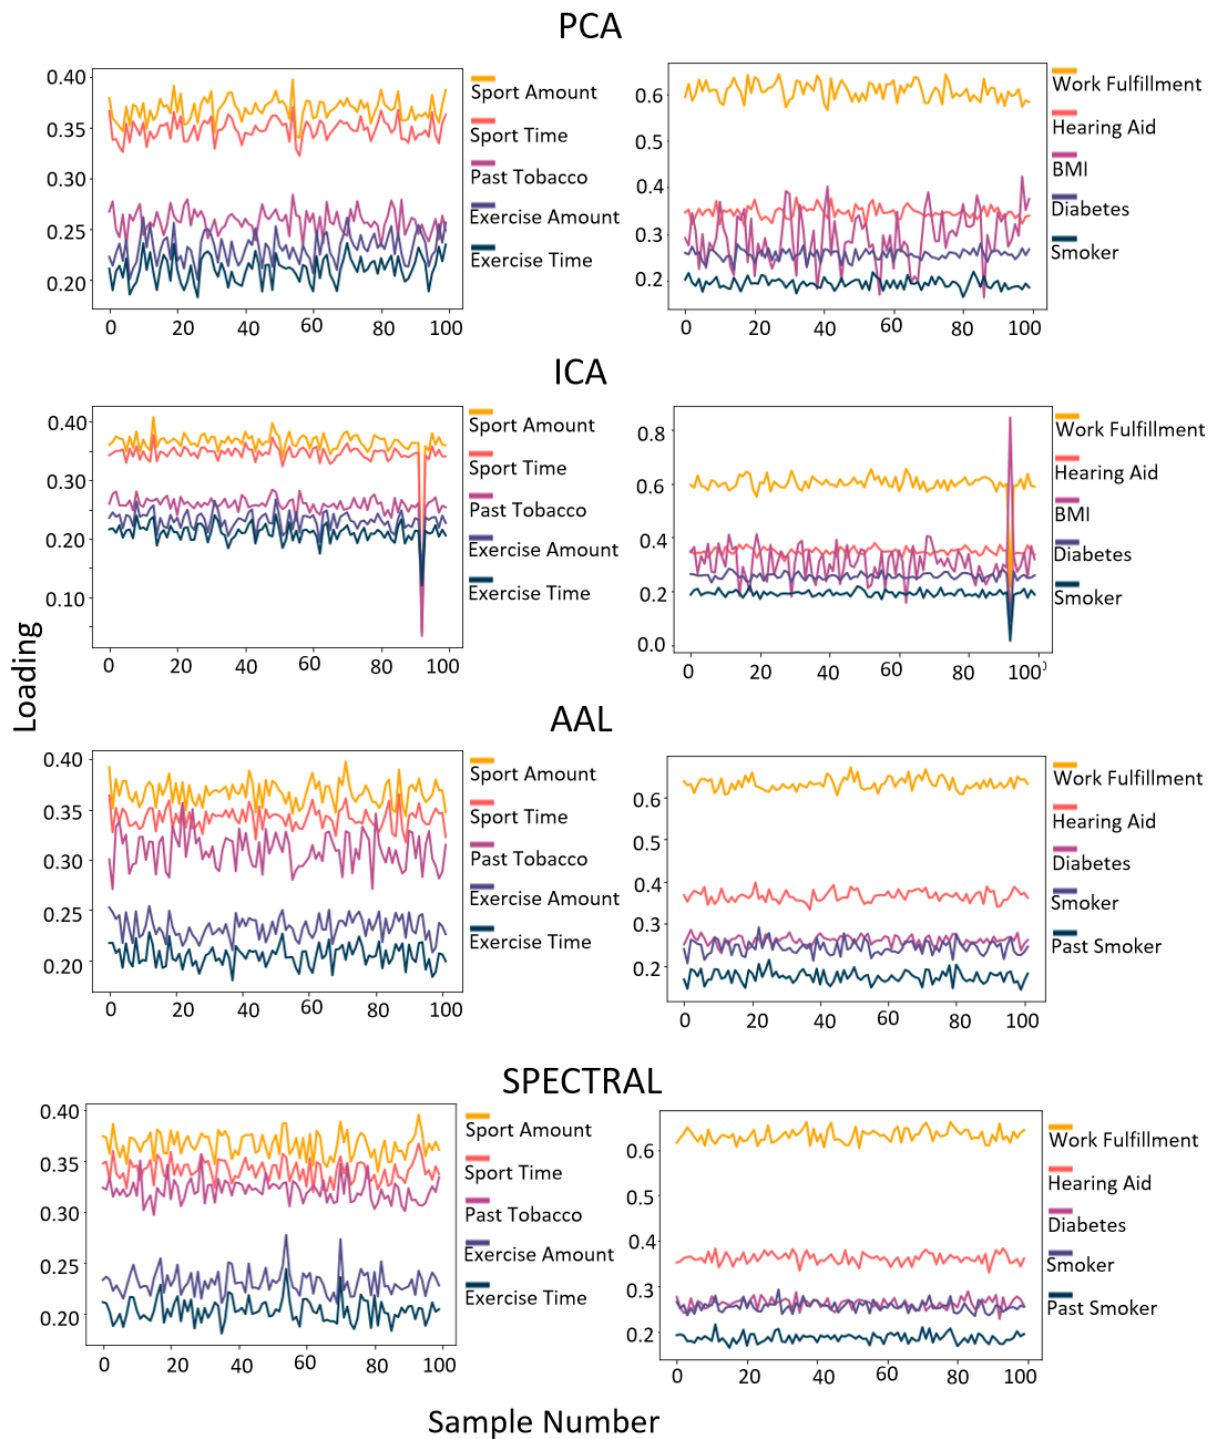 PCA
0.40
0.35
0.30
0.25
0.20
0 20 40 60 80 100
Sport Amount
Sport Time
Past Tobacco
Exercise Amount
Exercise Time
0.6
0.5
0.4
0.3
0.2
0 20 40 60 80 100
Work Fulfillment
Hearing Aid
BMI
Diabetes
Smoker
ICA
0.40
0.30
0.20
0.10
0 20 40 60 80 100
Sport Amount
Sport Time
Past Tobacco
Exercise Amount
Exercise Time
0.8
0.6
0.4
0.2
0.0
0 20 40 60 80 100
Work Fulfillment
Hearing Aid
BMI
Diabetes
Smoker
Loading
AAL
0.40
0.35
0.30
0.25
0.20
0 20 40 60 80 100
Sport Amount
Sport Time
Past Tobacco
Exercise Amount
Exercise Time
0.6
0.5
0.4
0.3
0.2
0 20 40 60 80 100
Work Fulfillment
Hearing Aid
Diabetes
Smoker
Past Smoker
SPECTRAL
0.40
0.35
0.30
0.25
0.20
0 20 40 60 80 100
Sport Amount
Sport Time
Past Tobacco
Exercise Amount
Exercise Time
0.6
0.5
0.4
0.3
0.2
0 20 40 60 80 100
Work Fulfillment
Hearing Aid
Diabetes
Smoker
Past Smoker
Sample Number